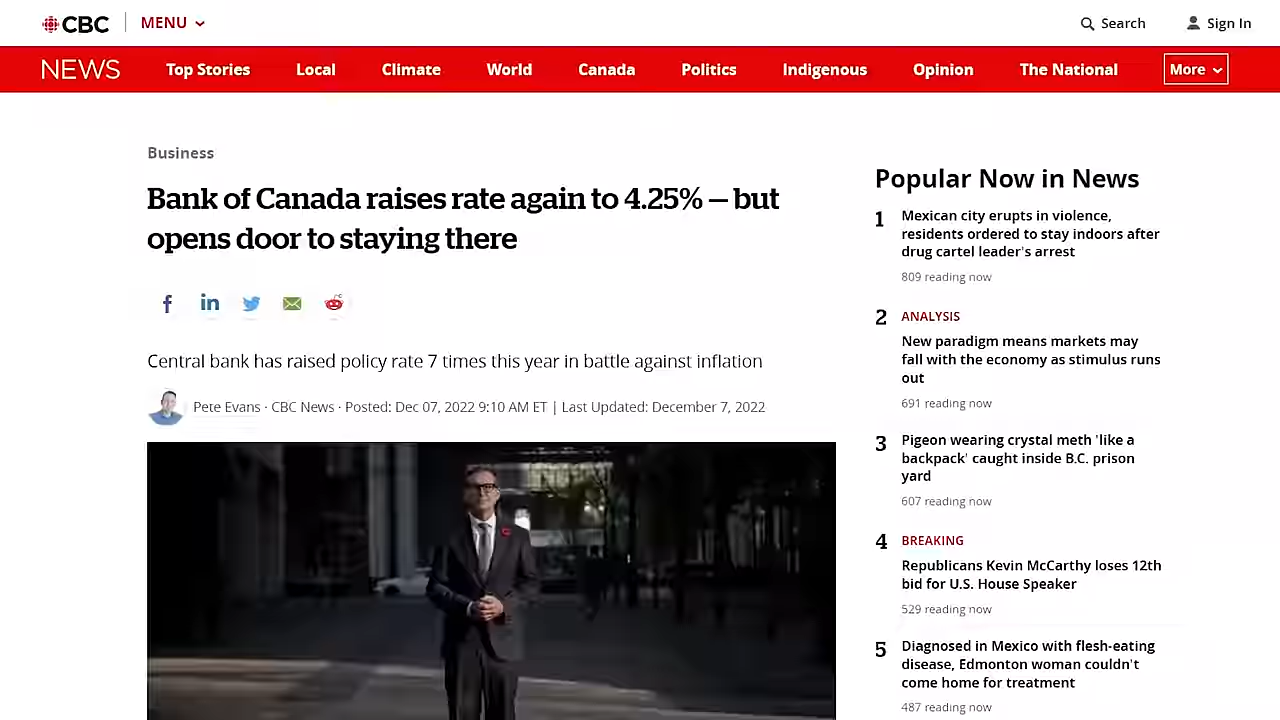 CBC
MENU
Search
Sign In
NEWS
Top Stories
Local
Climate
World
Canada
Politics
Indigenous
Opinion
The National
More
Business
Bank of Canada raises rate again to 4.25% — but
opens door to staying there
Central bank has raised policy rate 7 times this year in battle against inflation
Pete Evans · CBC News · Posted: Dec 07, 2022 9:10 AM ET | Last Updated: December 7, 2022
Popular Now in News
1
Mexican city erupts in violence,
residents ordered to stay indoors after
drug cartel leader's arrest
809 reading now
2
ANALYSIS
New paradigm means markets may
fall with the economy as stimulus runs
out
691 reading now
3
Pigeon wearing crystal meth 'like a
backpack' caught inside B.C. prison
yard
607 reading now
4
BREAKING
Republicans Kevin McCarthy loses 12th
bid for U.S. House Speaker
529 reading now
5
Diagnosed in Mexico with flesh-eating
disease, Edmonton woman couldn't
come home for treatment
487 reading now